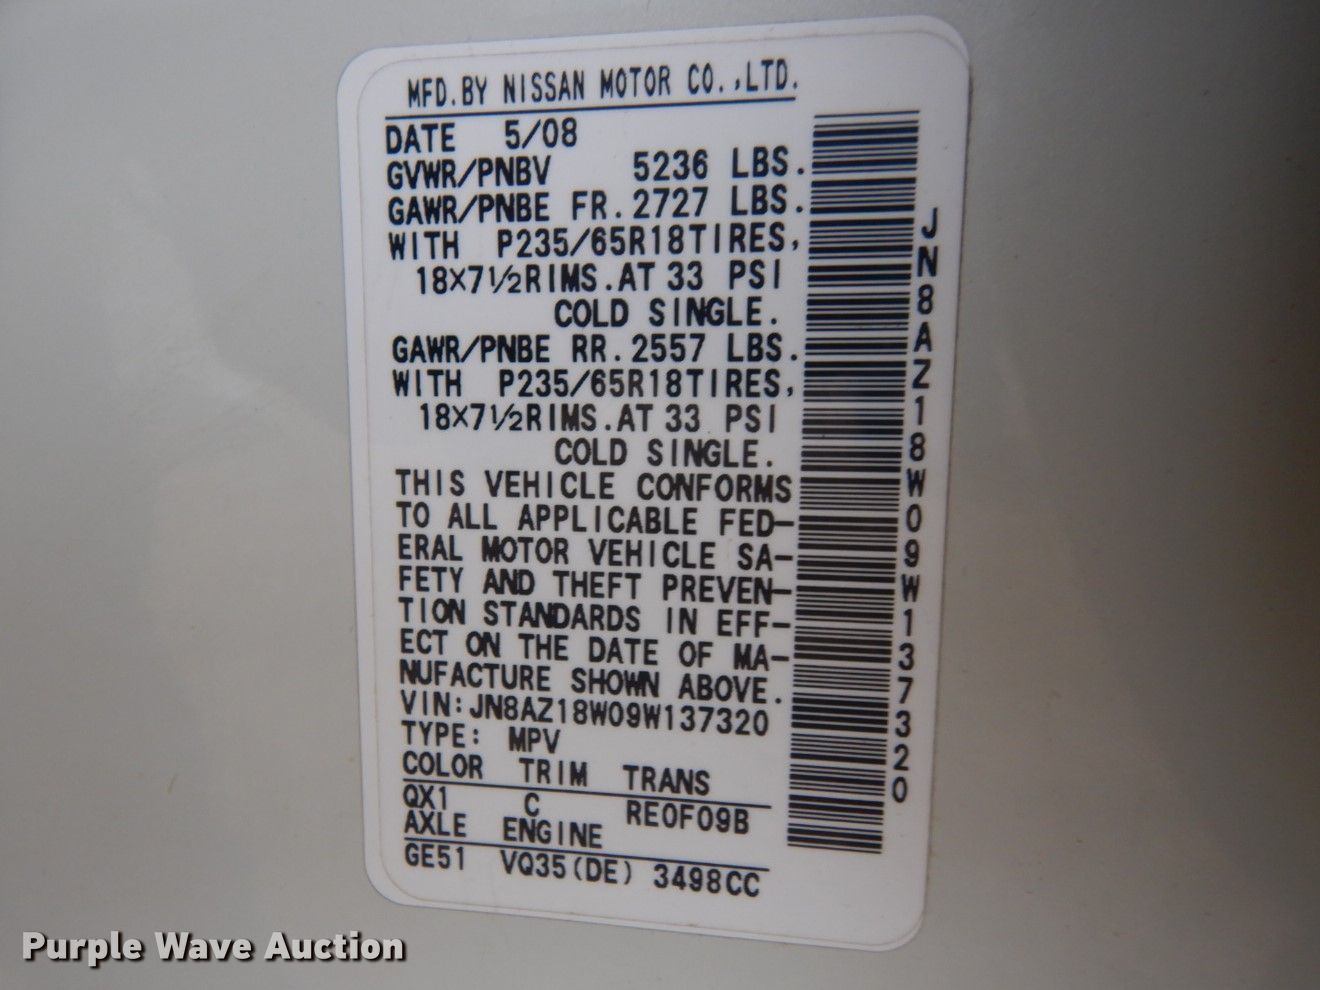 MFD.BY NISSAN MOTOR CO.,LTD.
DATE 5/08
GVWR/PNBV 5236 LBS.
GAWR/PNBE FR.2727 LBS.
WITH P235/65R18TIRES,
18×7½RIMS.AT 33 PSI
COLD SINGLE.
GAWR/PNBE RR.2557 LBS.
WITH P235/65R18TIRES,
18×7½RIMS.AT 33 PSI
COLD SINGLE.
THIS VEHICLE CONFORMS
TO ALL APPLICABLE FED-
ERAL MOTOR VEHICLE SA-
FETY AND THEFT PREVEN-
TION STANDARDS IN EFF-
ECT ON THE DATE OF MA-
NUFACTURE SHOWN ABOVE.
VIN:JN8AZ18W09W137320
TYPE: MPV
COLOR TRIM TRANS
QX1 C RE0F09B
AXLE ENGINE
GE51 VQ35(DE) 3498CC
JN8AZ18W09W137320
Purple Wave Auction